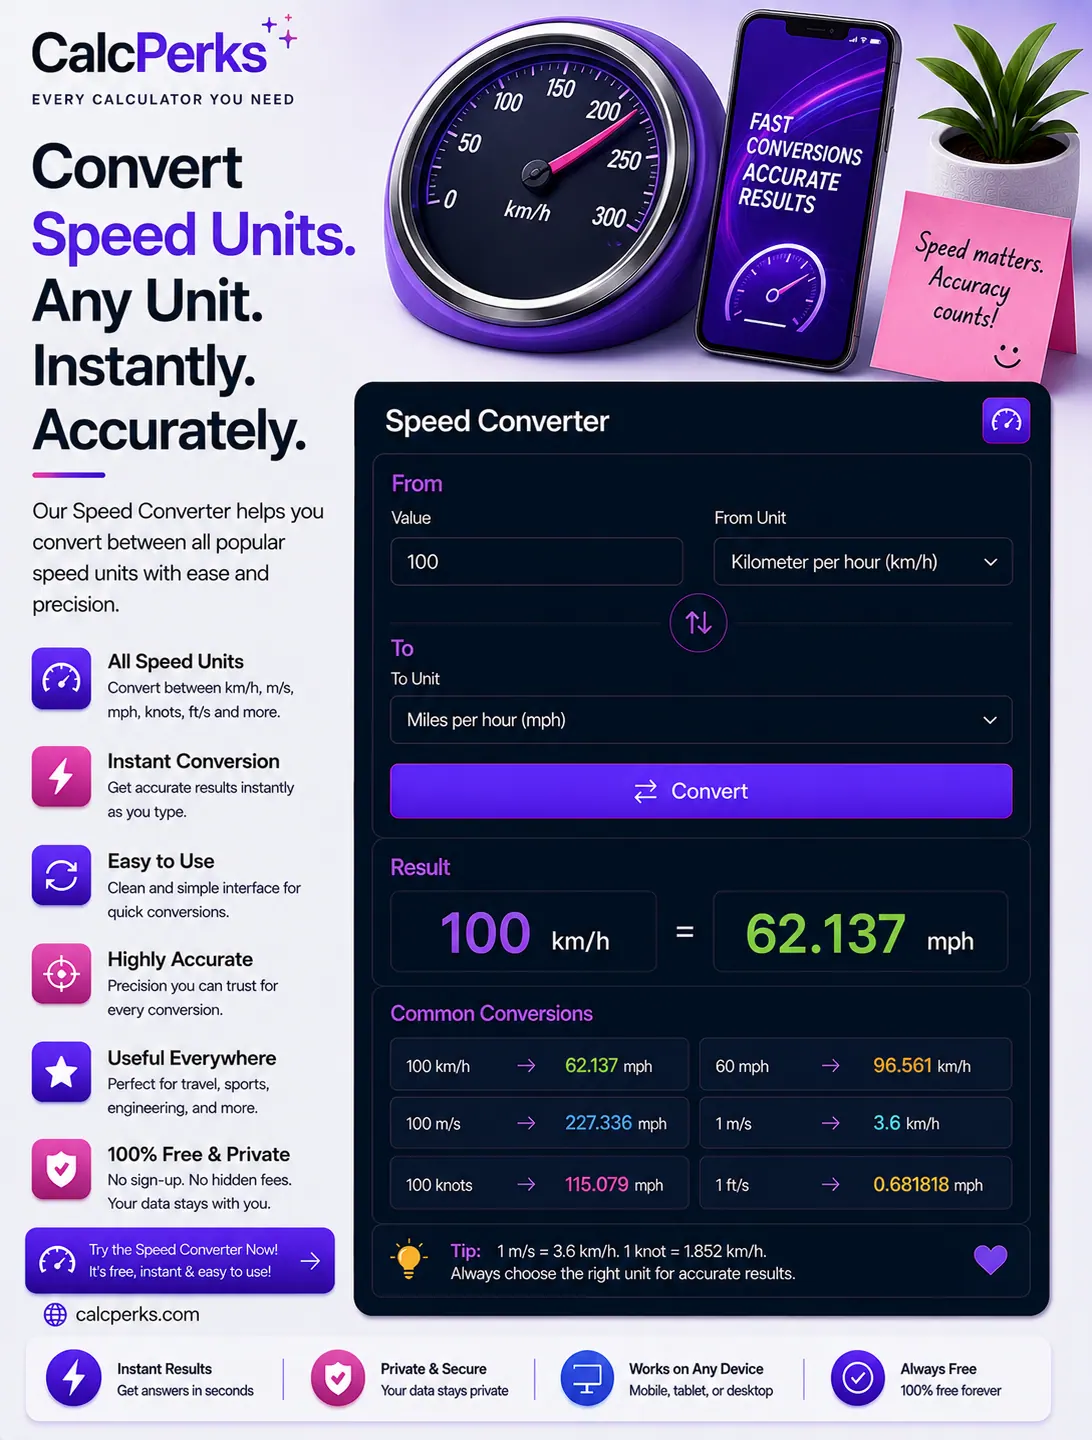 CalcPerks
EVERY CALCULATOR YOU NEED
Convert
Speed Units.
Any Unit.
Instantly.
Accurately.
Our Speed Converter helps you
convert between all popular
speed units with ease and
precision.
All Speed Units
Convert between km/h, m/s,
mph, knots, ft/s and more.
Instant Conversion
Get accurate results instantly
as you type.
Easy to Use
Clean and simple interface for
quick conversions.
Highly Accurate
Precision you can trust for
every conversion.
Useful Everywhere
Perfect for travel, sports,
engineering, and more.
100% Free & Private
No sign-up. No hidden fees.
Your data stays with you.
Try the Speed Converter Now!
It's free, instant & easy to use!
calcperks.com
0
50
100
150
200
250
300
km/h
FAST
CONVERSIONS
ACCURATE
RESULTS
Speed matters.
Accuracy
counts!
Speed Converter
From
Value
From Unit
100
Kilometer per hour (km/h)
To
To Unit
Miles per hour (mph)
Convert
Result
100 km/h = 62.137 mph
Common Conversions
100 km/h → 62.137 mph
60 mph → 96.561 km/h
100 m/s → 227.336 mph
1 m/s → 3.6 km/h
100 knots → 115.079 mph
1 ft/s → 0.681818 mph
Tip: 1 m/s = 3.6 km/h. 1 knot = 1.852 km/h.
Always choose the right unit for accurate results.
Instant Results
Get answers in seconds
Private & Secure
Your data stays private
Works on Any Device
Mobile, tablet, or desktop
Always Free
100% free forever